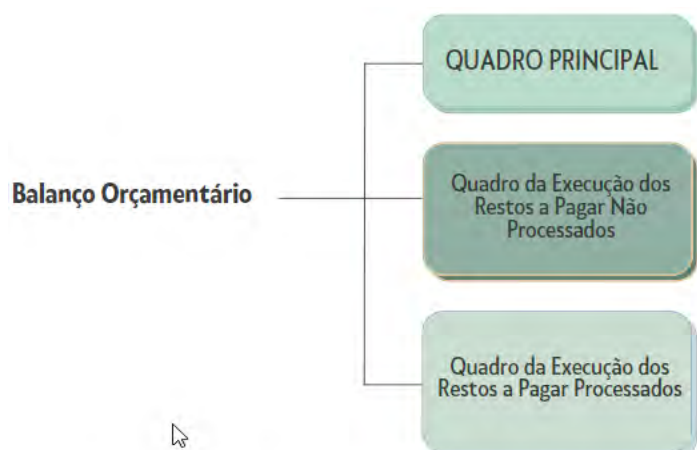 QUADRO PRINCIPAL
Balanço Orçamentário
Quadro da Execução dos
Restos a Pagar Não
Processados
Quadro da Execução dos
Restos a Pagar Processados